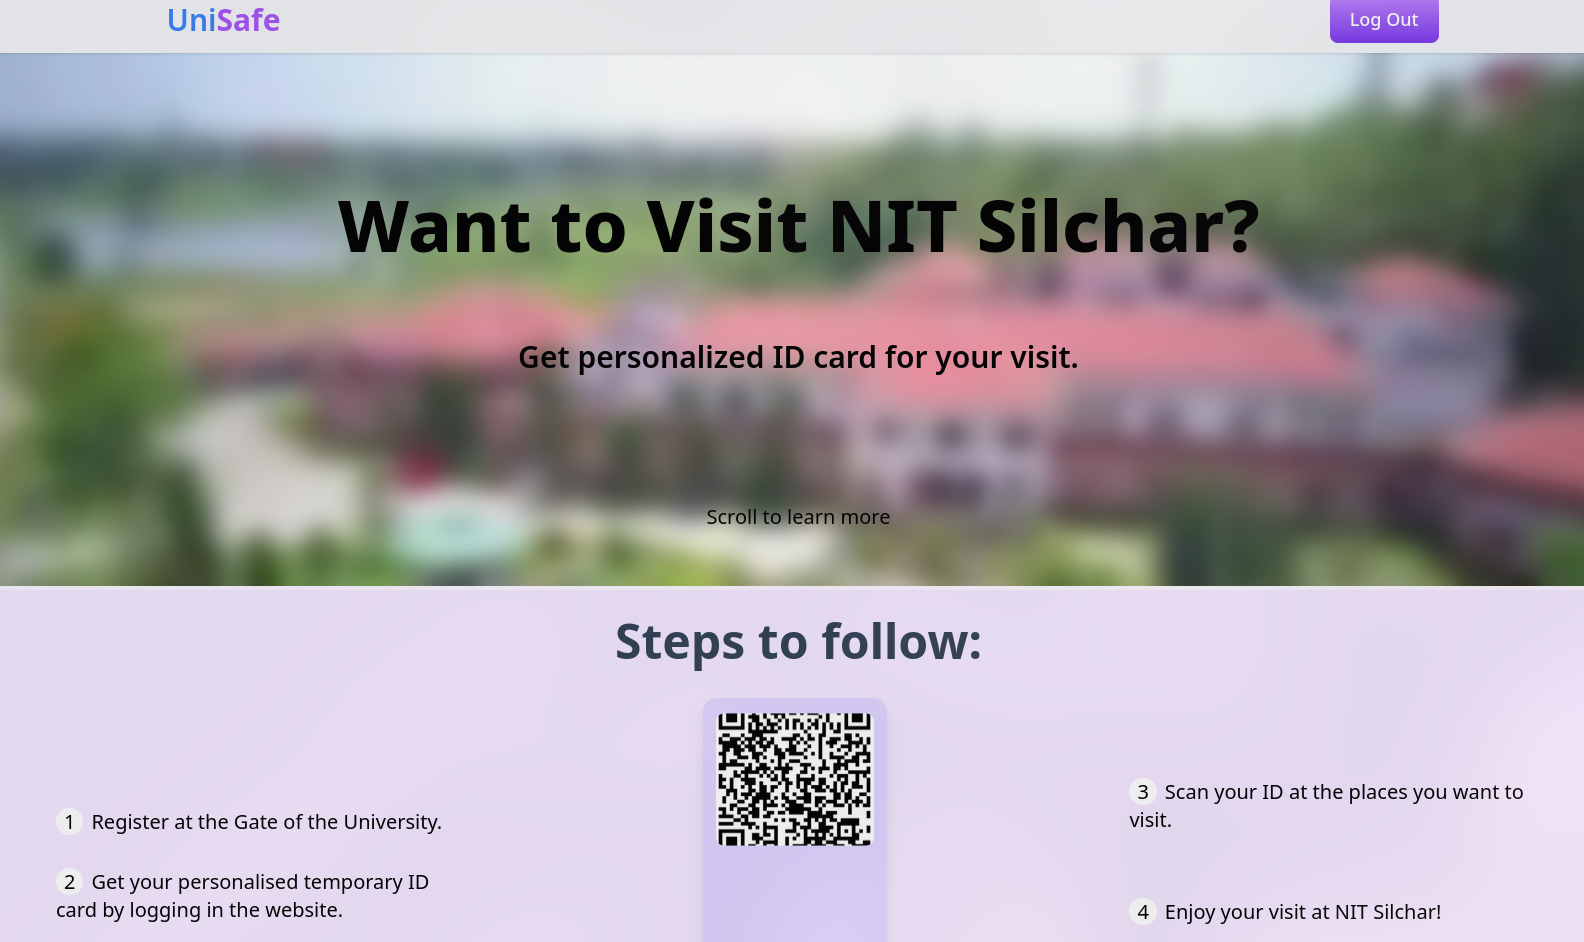 UniSafe
Log Out
Want to Visit NIT Silchar?
Get personalized ID card for your visit.
Scroll to learn more
Steps to follow:
1 Register at the Gate of the University.
2 Get your personalised temporary ID
card by logging in the website.
3 Scan your ID at the places you want to
visit.
4 Enjoy your visit at NIT Silchar!